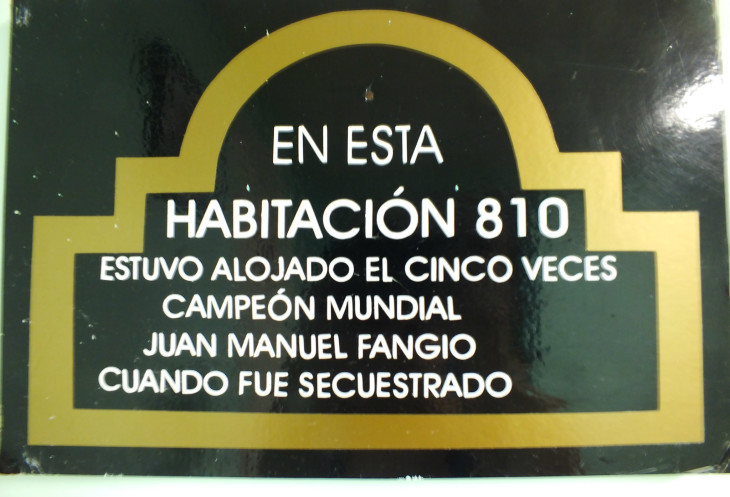 EN ESTA
HABITACIÓN 810
ESTUVO ALOJADO EL CINCO VECES
CAMPEÓN MUNDIAL
JUAN MANUEL FANGIO
CUANDO FUE SECUESTRADO